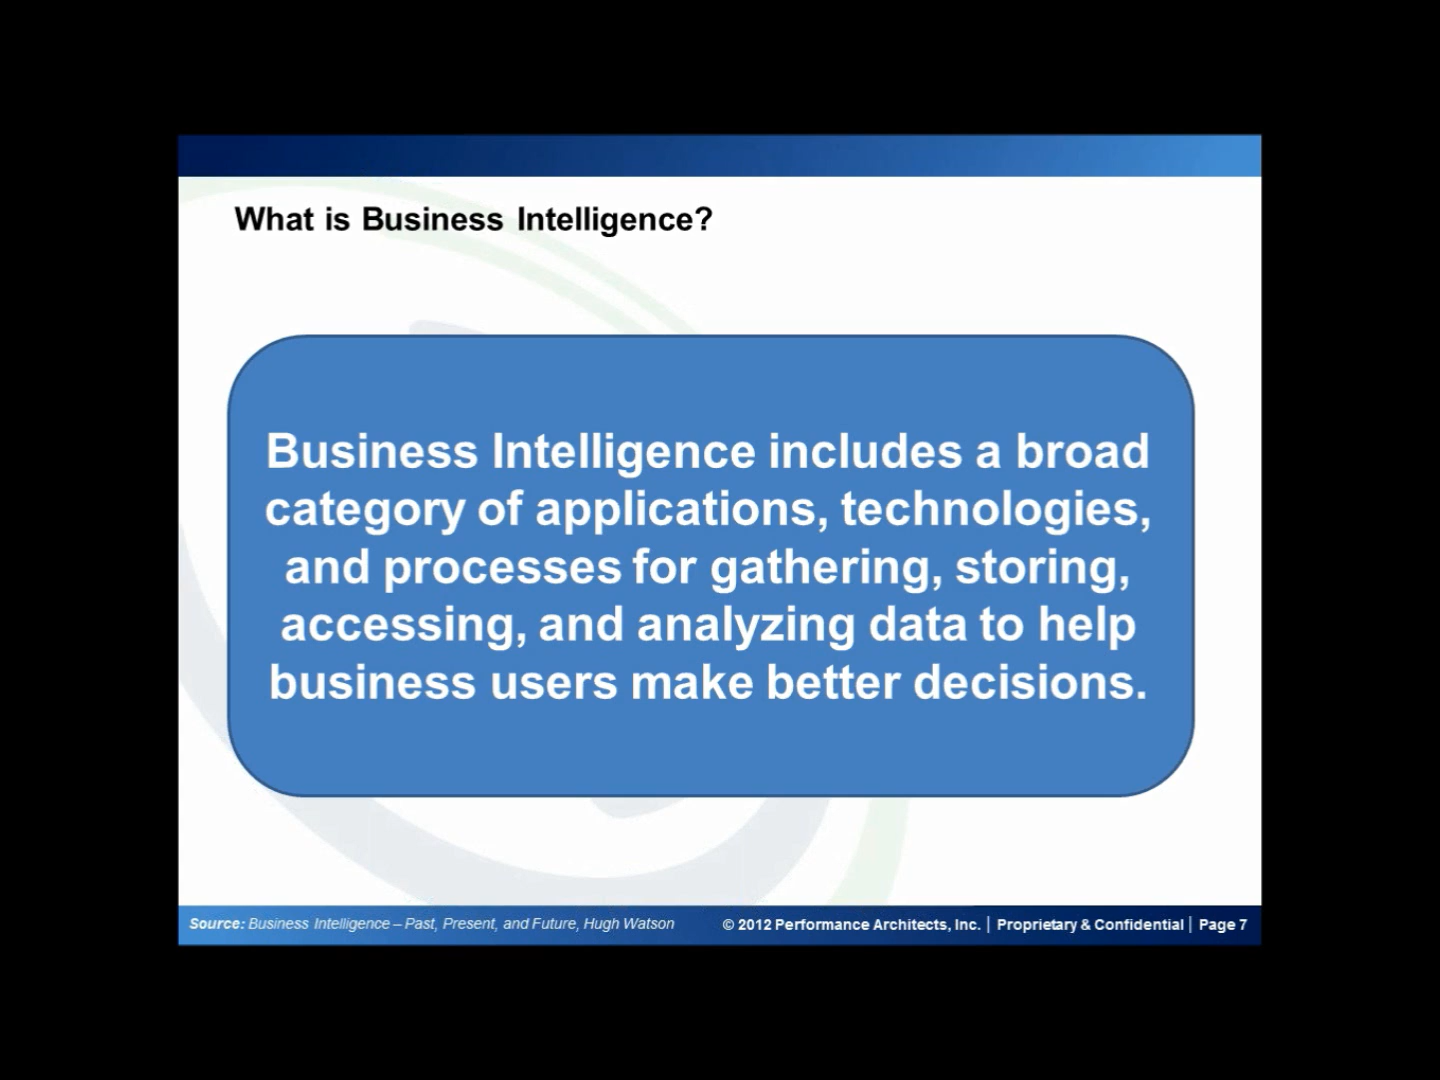 What is Business Intelligence?
Business Intelligence includes a broad
category of applications, technologies,
and processes for gathering, storing,
accessing, and analyzing data to help
business users make better decisions.
Source: Business Intelligence – Past, Present, and Future, Hugh Watson
© 2012 Performance Architects, Inc. | Proprietary & Confidential | Page 7